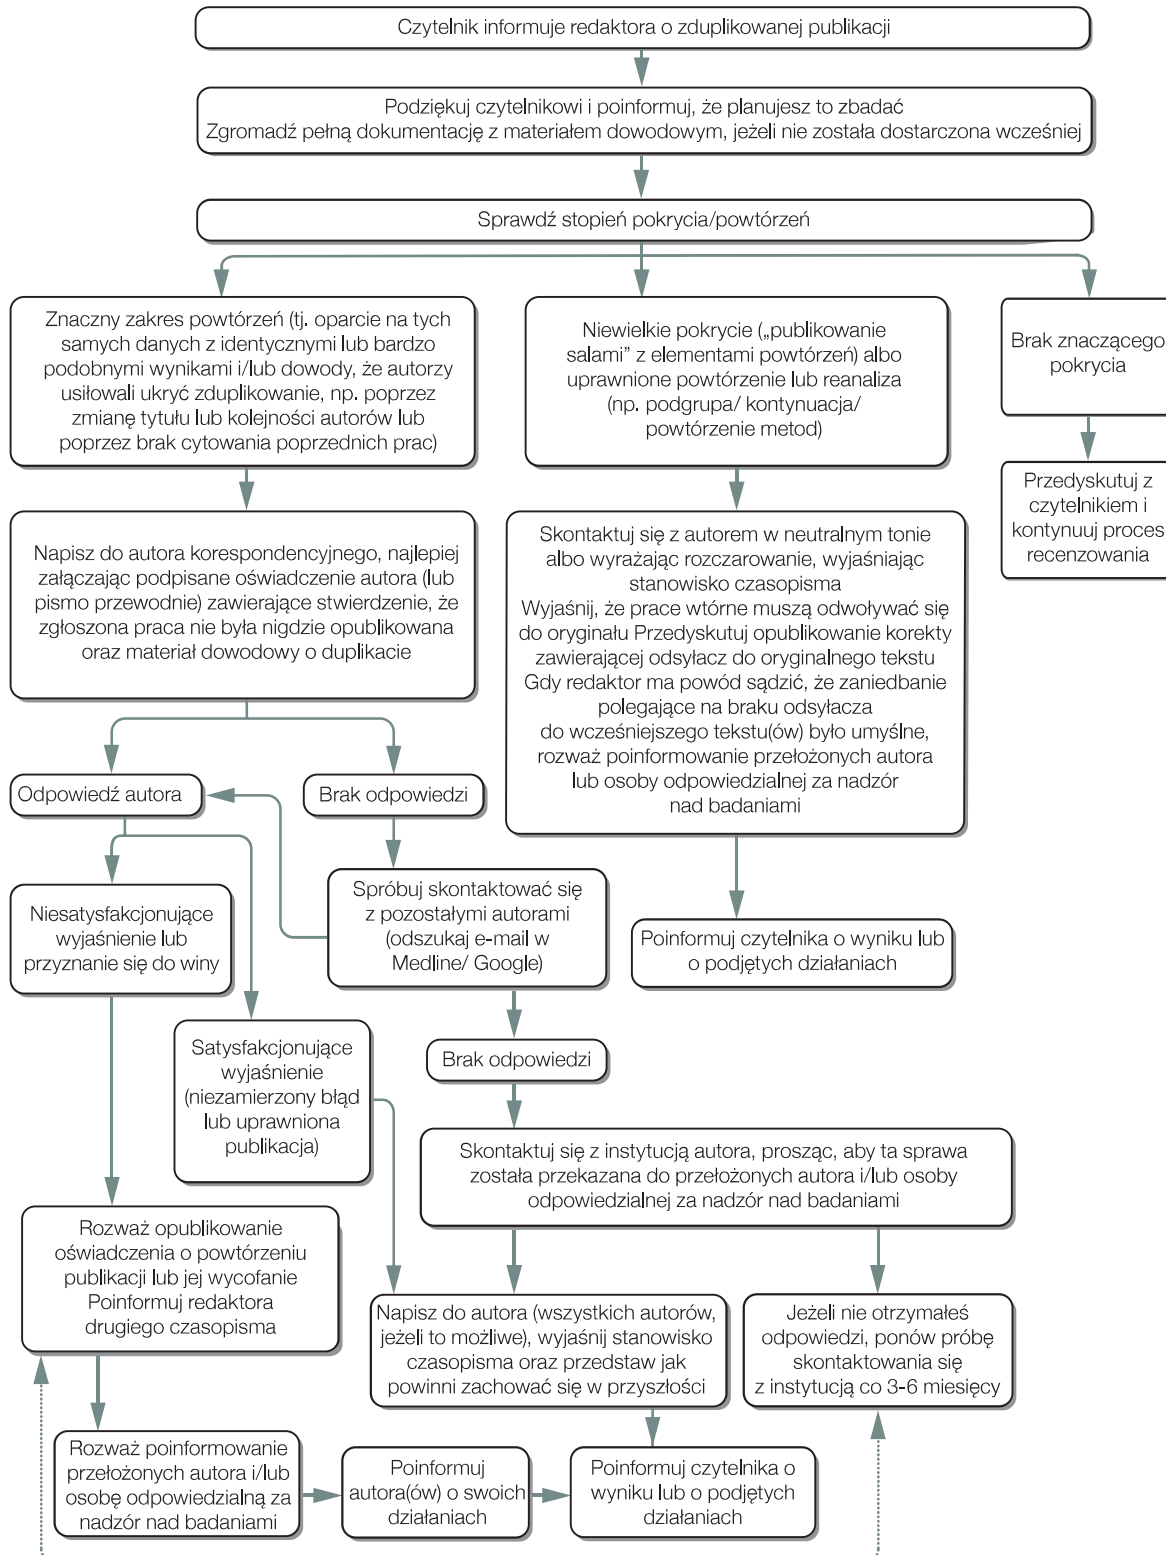 Czytelnik informuje redaktora o zduplikowanej publikacji
Podziękuj czytelnikowi i poinformuj, że planujesz to zbadać
Zgromadź pełną dokumentację z materiałem dowodowym, jeżeli nie została dostarczona wcześniej
Sprawdź stopień pokrycia/powtórzeń
Znaczny zakres powtórzeń (tj. oparcie na tych
samych danych z identycznymi lub bardzo
podobnymi wynikami i/lub dowody, że autorzy
usiłowali ukryć zduplikowanie, np. poprzez
zmianę tytułu lub kolejności autorów lub
poprzez brak cytowania poprzednich prac)
Niewielkie pokrycie („publikowanie
salami” z elementami powtórzeń) albo
uprawnione powtórzenie lub reanaliza
(np. podgrupa/ kontynuacja/
powtórzenie metod)
Brak znaczącego
pokrycia
Przedyskutuj z
czytelnikiem i
kontynuuj proces
recenzowania
Napisz do autora korespondencyjnego, najlepiej
załączając podpisane oświadczenie autora (lub
pismo przewodnie) zawierające stwierdzenie, że
zgłoszona praca nie była nigdzie opublikowana
oraz materiał dowodowy o duplikacie
Skontaktuj się z autorem w neutralnym tonie
albo wyrażając rozczarowanie, wyjaśniając
stanowisko czasopisma
Wyjaśnij, że prace wtórne muszą odwoływać się
do oryginału Przedyskutuj opublikowanie korekty
zawierającej odsyłacz do oryginalnego tekstu
Gdy redaktor ma powód sądzić, że zaniedbanie
polegające na braku odsyłacza
do wcześniejszego tekstu(ów) było umyślne,
rozważ poinformowanie przełożonych autora
lub osoby odpowiedzialnej za nadzór
nad badaniami
Odpowiedź autora
Brak odpowiedzi
Niesatysfakcjonujące
wyjaśnienie lub
przyznanie się do winy
Spróbuj skontaktować się
z pozostałymi autorami
(odszukaj e-mail w
Medline/ Google)
Poinformuj czytelnika o wyniku lub
o podjętych działaniach
Satysfakcjonujące
wyjaśnienie
(niezamierzony błąd
lub uprawniona
publikacja)
Brak odpowiedzi
Skontaktuj się z instytucją autora, prosząc, aby ta sprawa
została przekazana do przełożonych autora i/lub osoby
odpowiedzialnej za nadzór nad badaniami
Rozważ opublikowanie
oświadczenia o powtórzeniu
publikacji lub jej wycofanie
Poinformuj redaktora
drugiego czasopisma
Napisz do autora (wszystkich autorów,
jeżeli to możliwe), wyjaśnij stanowisko
czasopisma oraz przedstaw jak
powinni zachować się w przyszłości
Jeżeli nie otrzymałeś
odpowiedzi, ponów próbę
skontaktowania się
z instytucją co 3-6 miesięcy
Rozważ poinformowanie
przełożonych autora i/lub
osobę odpowiedzialną za
nadzór nad badaniami
Poinformuj
autora(ów) o swoich
działaniach
Poinformuj czytelnika o
wyniku lub o podjętych
działaniach